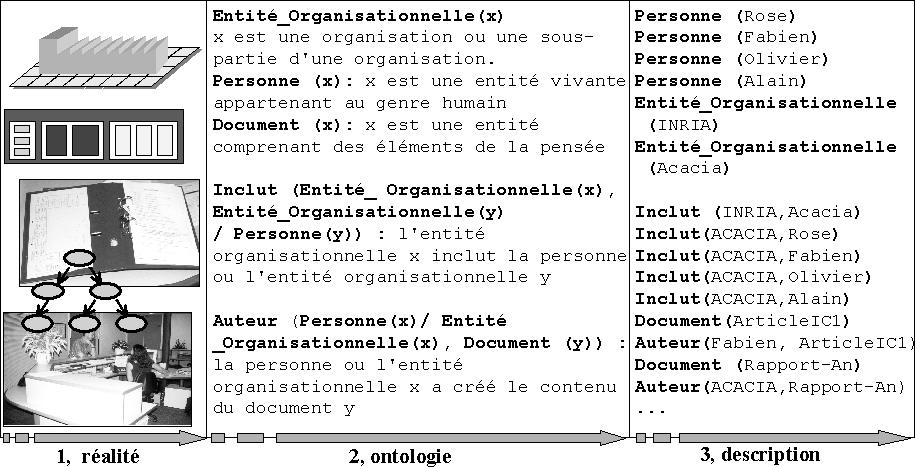 Entité_Organisationnelle(x)
x est une organisation ou une sous-
partie d'une organisation.
Personne (x): x est une entité vivante
appartenant au genre humain
Document (x): x est une entité
comprenant des éléments de la pensée
Inclut (Entité_ Organisationnelle(x),
Entité_Organisationnelle(y)
/ Personne(y)) : l'entité
organisationnelle x inclut la personne
ou l'entité organisationnelle y
Auteur (Personne(x)/ Entité
_Organisationnelle(x), Document (y)) :
la personne ou l'entité
organisationnelle x a créé le contenu
du document y
Personne (Rose)
Personne (Fabien)
Personne (Olivier)
Personne (Alain)
Entité_Organisationnelle
(INRIA)
Entité_Organisationnelle
(Acacia)
Inclut (INRIA,Acacia)
Inclut(ACACIA,Rose)
Inclut(ACACIA,Fabien)
Inclut(ACACIA,Olivier)
Inclut(ACACIA,Alain)
Document(ArticleIC1)
Auteur(Fabien, ArticleIC1)
Document (Rapport-An)
Auteur(ACACIA,Rapport-An)
...
1, réalité
2, ontologie
3, description